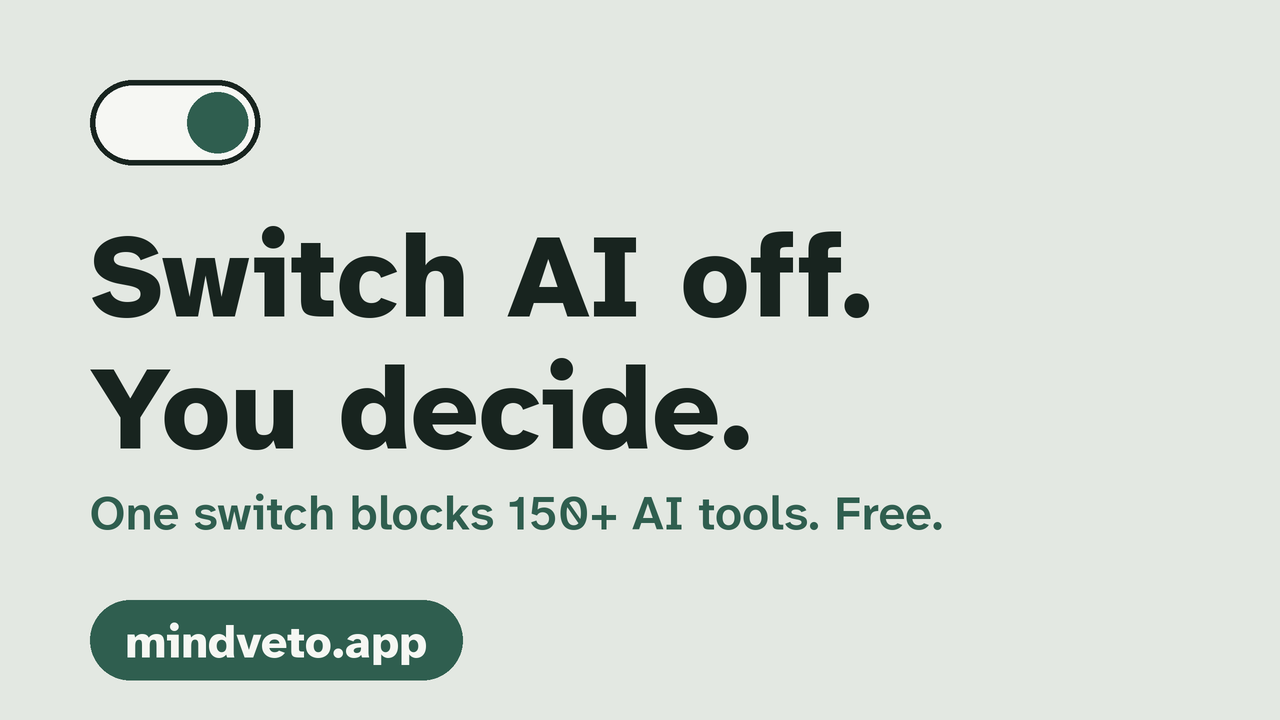 Switch AI off.
You decide.
One switch blocks 150+ AI tools. Free.
mindveto.app